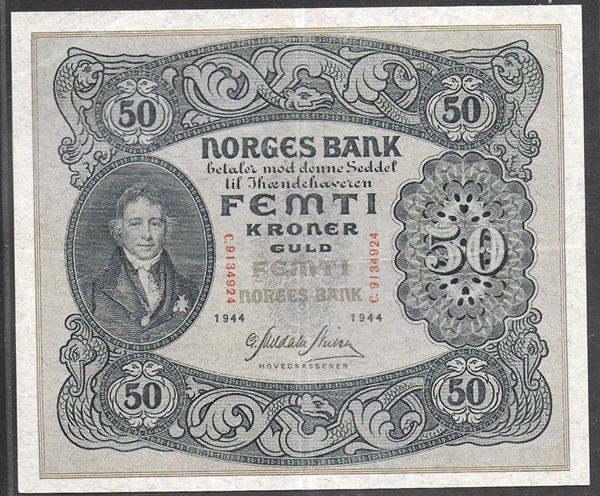 50
50
NORGES BANK
betaler mod denne Seddel
til Ihændehaveren
FEMTI
KRONER
GULD
FEMTI
NORGES BANK
C.9134924
C.9134924
50
1944
1944
HOVEDKASSERER
50
50